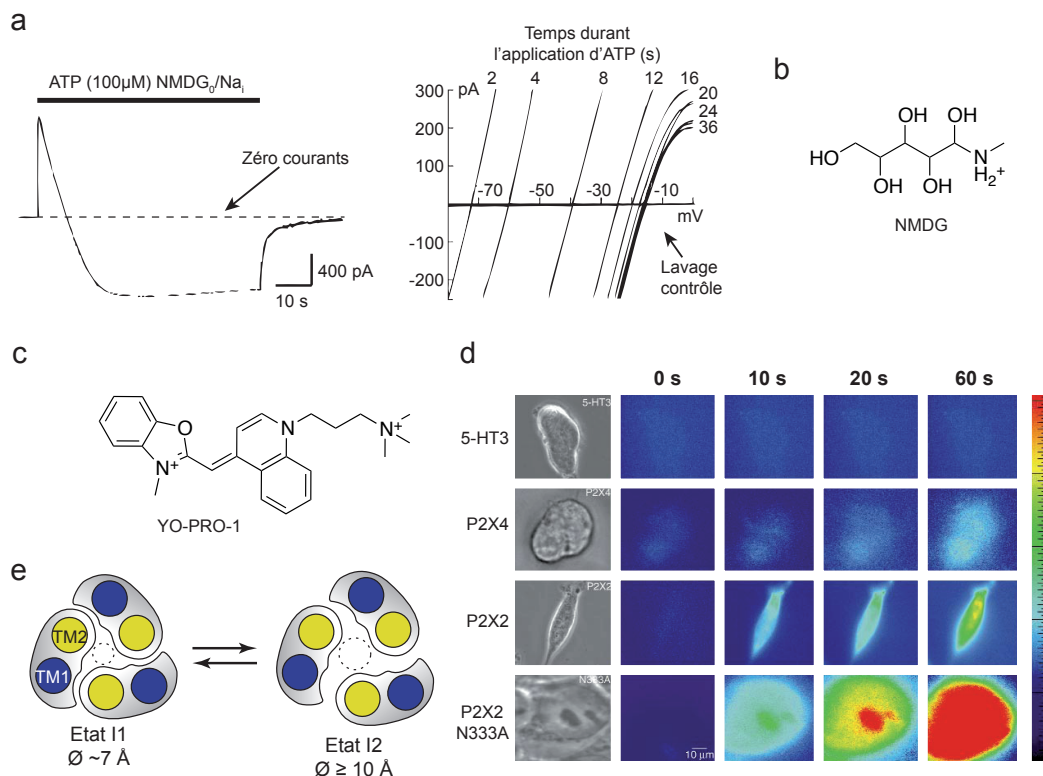 a
ATP (100µM) NMDG₀/Naᵢ
Zéro courants
400 pA
10 s
Temps durant
l'application d'ATP (s)
2 4 8 12 16
20
24
36
pA
300
200
100
0
-100
-200
-70 -50 -30 -10
mV
Lavage
contrôle
b
OH OH
HO
N
H₂⁺
OH OH
NMDG
c
O
N⁺
N
N⁺
YO-PRO-1
d
0 s 10 s 20 s 60 s
5-HT3
5-HT3
P2X4
P2X4
P2X2
P2X2
P2X2
N333A
N333A
10 µm
e
TM2
TM1
Etat I1
Ø ~7 Å
Etat I2
Ø ≥ 10 Å